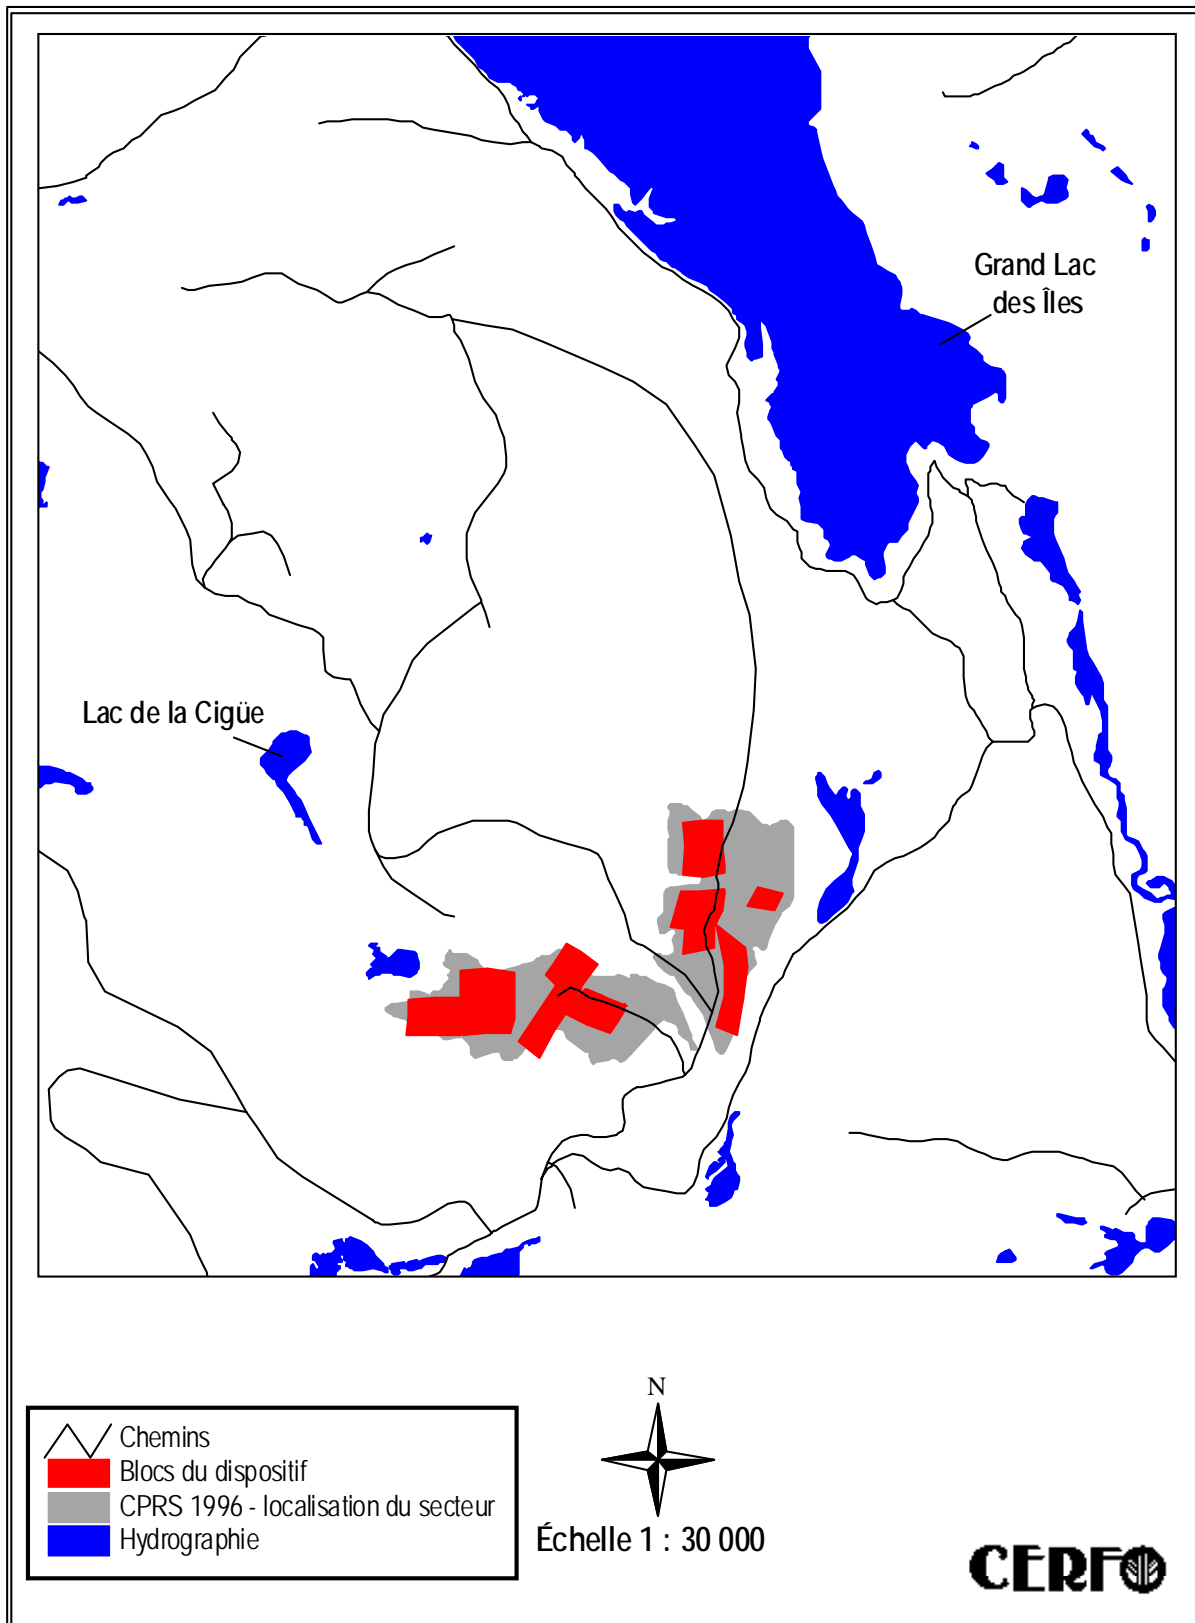 Grand Lac
des Îles
Lac de la Cigüe
N
Chemins
Blocs du dispositif
CPRS 1996 - localisation du secteur
Hydrographie
Échelle 1 : 30 000
CERFO